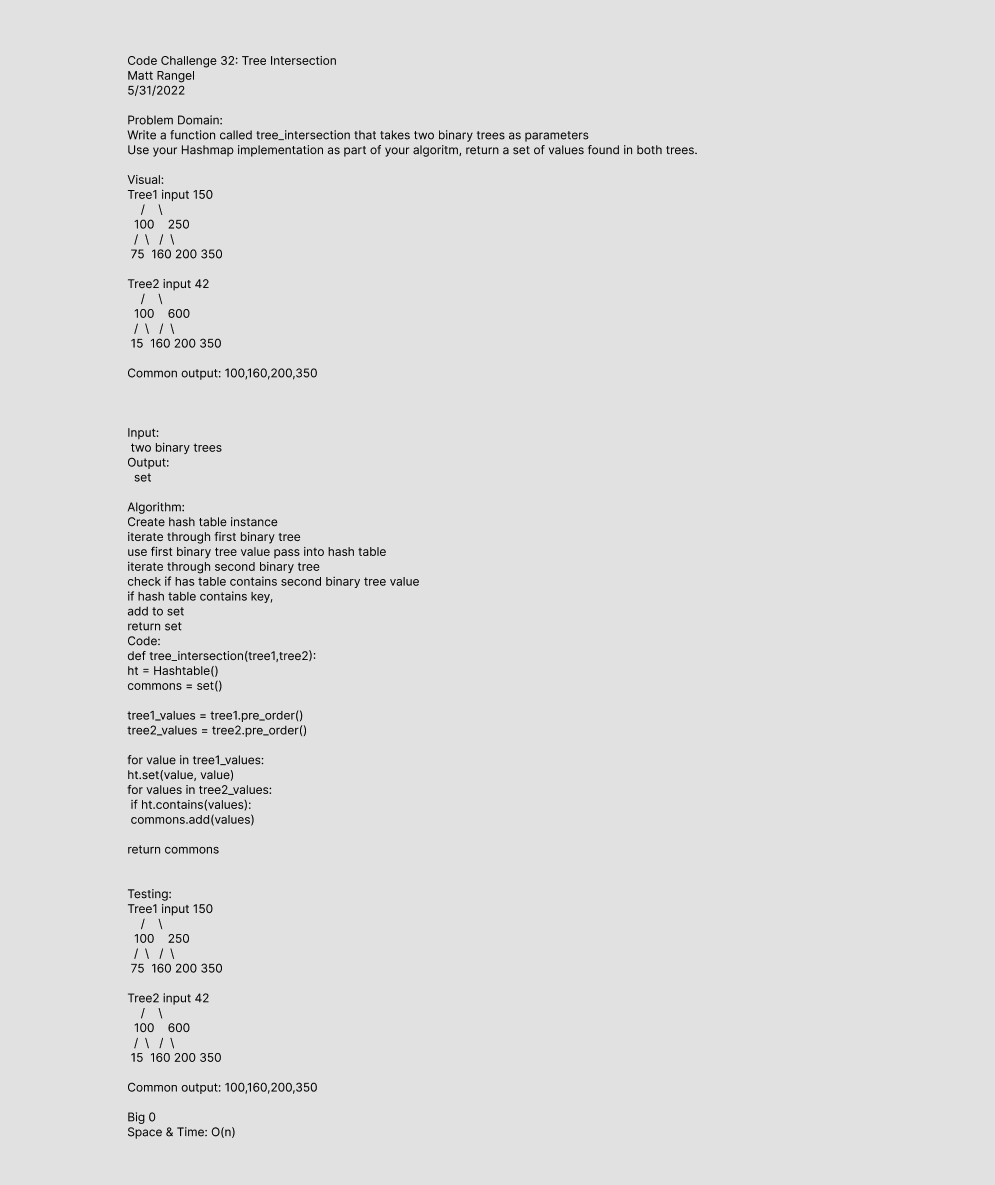 Code Challenge 32: Tree Intersection
Matt Rangel
5/31/2022
Problem Domain:
Write a function called tree_intersection that takes two binary trees as parameters
Use your Hashmap implementation as part of your algoritm, return a set of values found in both trees.
Visual:
Tree1 input 150
/ \
100 250
/ \ / \
75 160 200 350
Tree2 input 42
/ \
100 600
/ \ / \
15 160 200 350
Common output: 100,160,200,350
Input:
two binary trees
Output:
set
Algorithm:
Create hash table instance
iterate through first binary tree
use first binary tree value pass into hash table
iterate through second binary tree
check if has table contains second binary tree value
if hash table contains key,
add to set
return set
Code:
def tree_intersection(tree1,tree2):
ht = Hashtable()
commons = set()
tree1_values = tree1.pre_order()
tree2_values = tree2.pre_order()
for value in tree1_values:
ht.set(value, value)
for values in tree2_values:
if ht.contains(values):
commons.add(values)
return commons
Testing:
Tree1 input 150
/ \
100 250
/ \ / \
75 160 200 350
Tree2 input 42
/ \
100 600
/ \ / \
15 160 200 350
Common output: 100,160,200,350
Big 0
Space & Time: O(n)